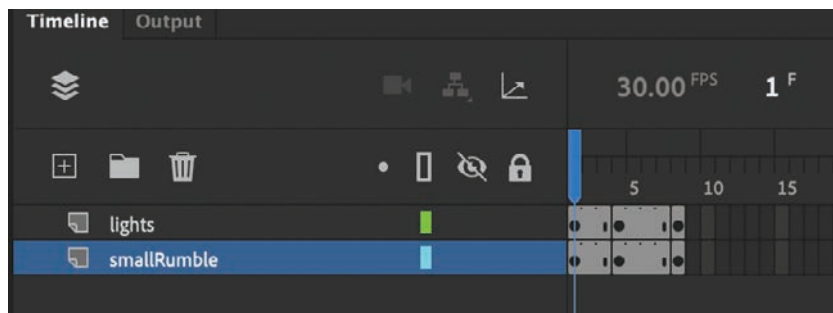 Timeline Output
30.00 FPS 1 F
5 10 15
lights
smallRumble